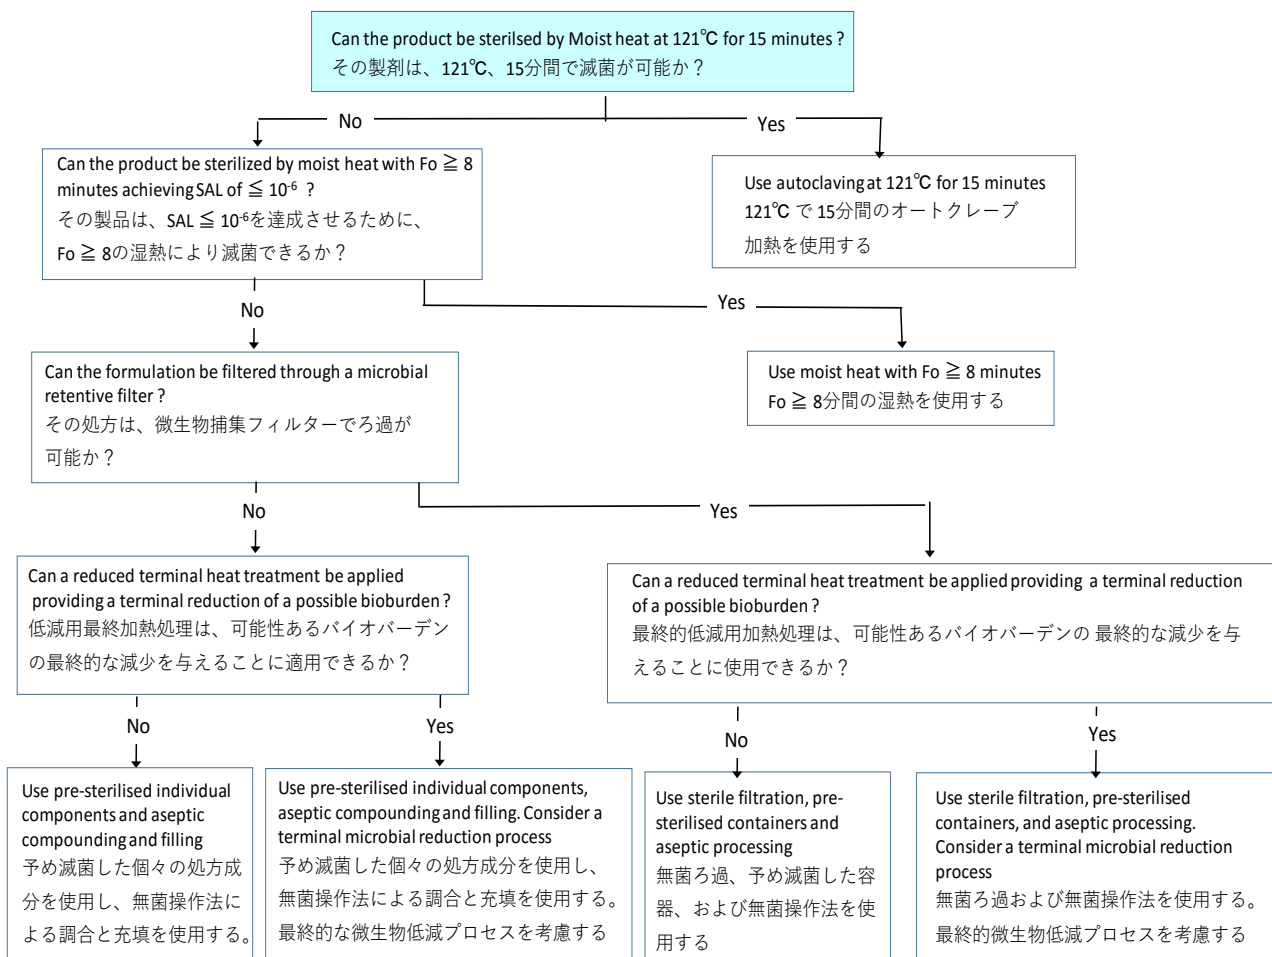 Can the product be sterilsed by Moist heat at 121℃ for 15 minutes ?
その製剤は、121℃、15分間で滅菌が可能か？
No
Yes
Can the product be sterilized by moist heat with Fo ≧ 8
minutes achieving SAL of ≦ 10-6 ？
その製品は、SAL ≦ 10-6を達成させるために、
Fo ≧ 8の湿熱により滅菌できるか？
Use autoclaving at 121℃ for 15 minutes
121℃ で 15分間のオートクレーブ
加熱を使用する
No
Yes
Can the formulation be filtered through a microbial
retentive filter ?
その処方は、微生物捕集フィルターでろ過が
可能か？
Use moist heat with Fo ≧ 8 minutes
Fo ≧ 8分間の湿熱を使用する
No
Yes
Can a reduced terminal heat treatment be applied
providing a terminal reduction of a possible bioburden ?
低減用最終加熱処理は、可能性あるバイオバーデン
の最終的な減少を与えることに適用できるか？
Can a reduced terminal heat treatment be applied providing a terminal reduction
of a possible bioburden ?
最終的低減用加熱処理は、可能性あるバイオバーデンの 最終的な減少を与
えることに使用できるか？
No
Yes
No
Yes
Use pre-sterilised individual
components and aseptic
compounding and filling
予め滅菌した個々の処方成
分を使用し、無菌操作法に
よる調合と充填を使用する。
Use pre-sterilised individual components,
aseptic compounding and filling. Consider a
terminal microbial reduction process
予め滅菌した個々の処方成分を使用し、
無菌操作法による調合と充填を使用する。
最終的な微生物低減プロセスを考慮する
Use sterile filtration, pre-
sterilised containers and
aseptic processing
無菌ろ過、予め滅菌した容
器、および無菌操作法を使
用する
Use sterile filtration, pre-sterilised
containers, and aseptic processing.
Consider a terminal microbial reduction
process
無菌ろ過および無菌操作法を使用する。
最終的微生物低減プロセスを考慮する